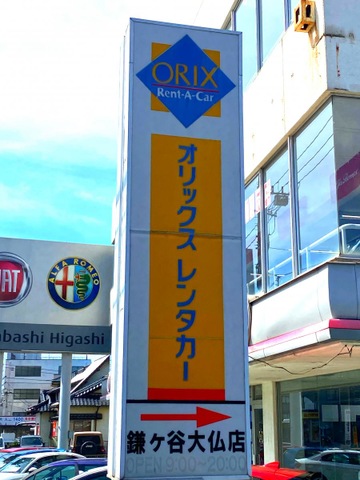 ORIX
Rent-A-Car
オリックスレンタカー
鎌ヶ谷大仏店
OPEN 9:00~20:00
FIAT
ALFA ROMEO
abashi Higashi